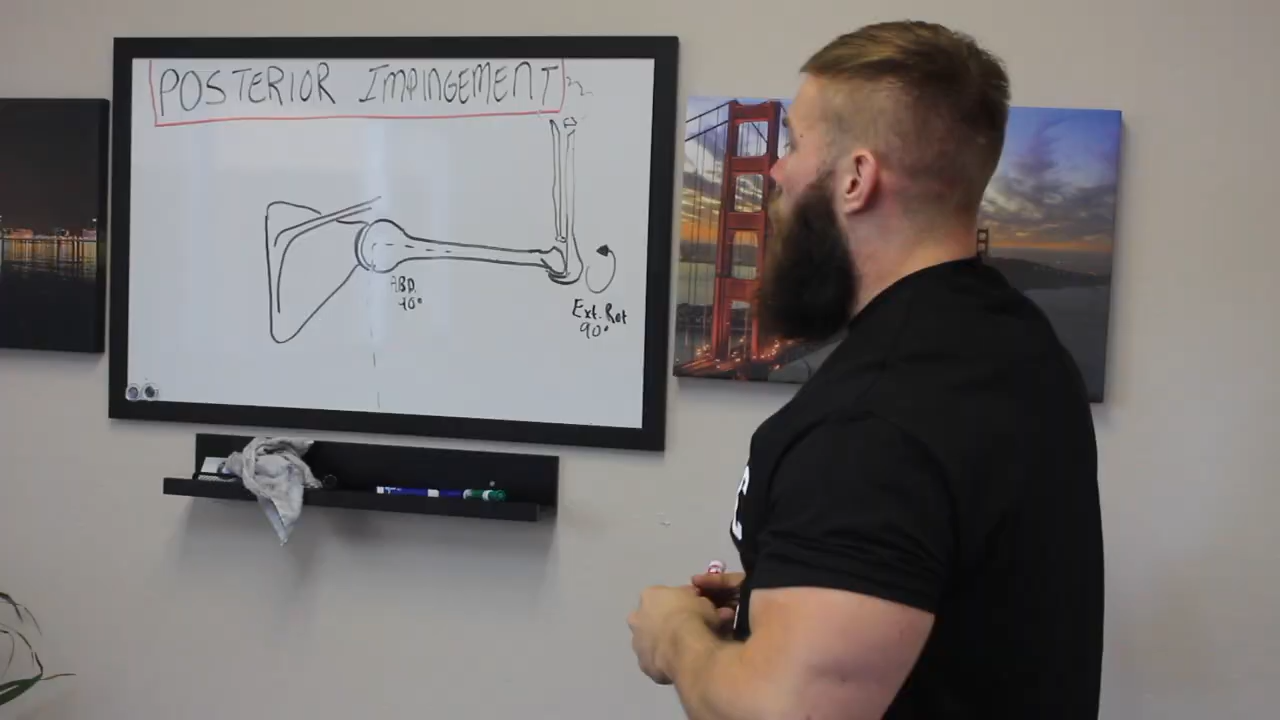 POSTERIOR IMPINGEMENT
ABD.
90°
Ext. Rot
90°
C